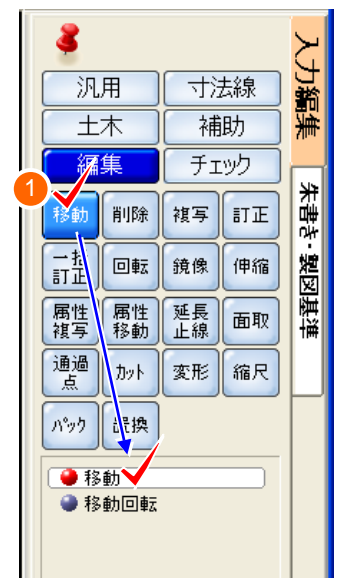 汎用 寸法線
土木 補助
編集 チェック
1
移動 削除 複写 訂正
一括訂正 回転 鏡像 伸縮
属性複写 属性移動 延長止線 面取
通過点 カット 変形 縮尺
パック 置換
移動
移動回転
入力編集
朱書き・製図基準